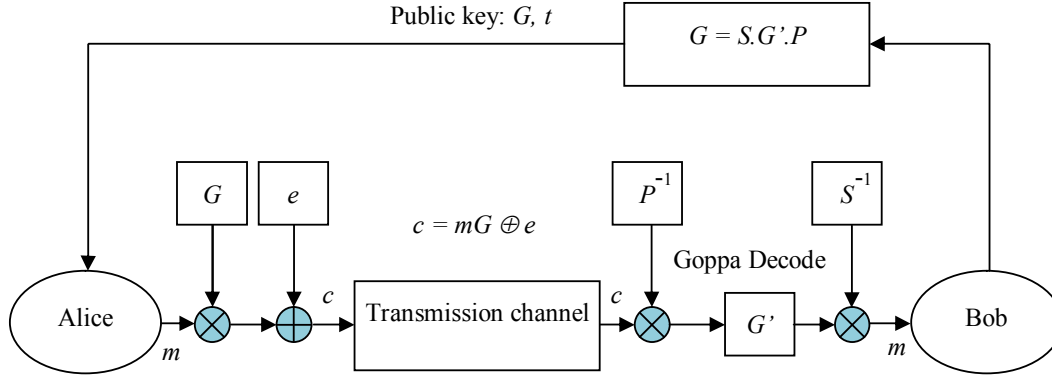 Public key: G, t
G = S.G’.P
G
e
P⁻¹
S⁻¹
c = mG ⊕ e
Goppa Decode
Alice
m
c
Transmission channel
c
G’
m
Bob